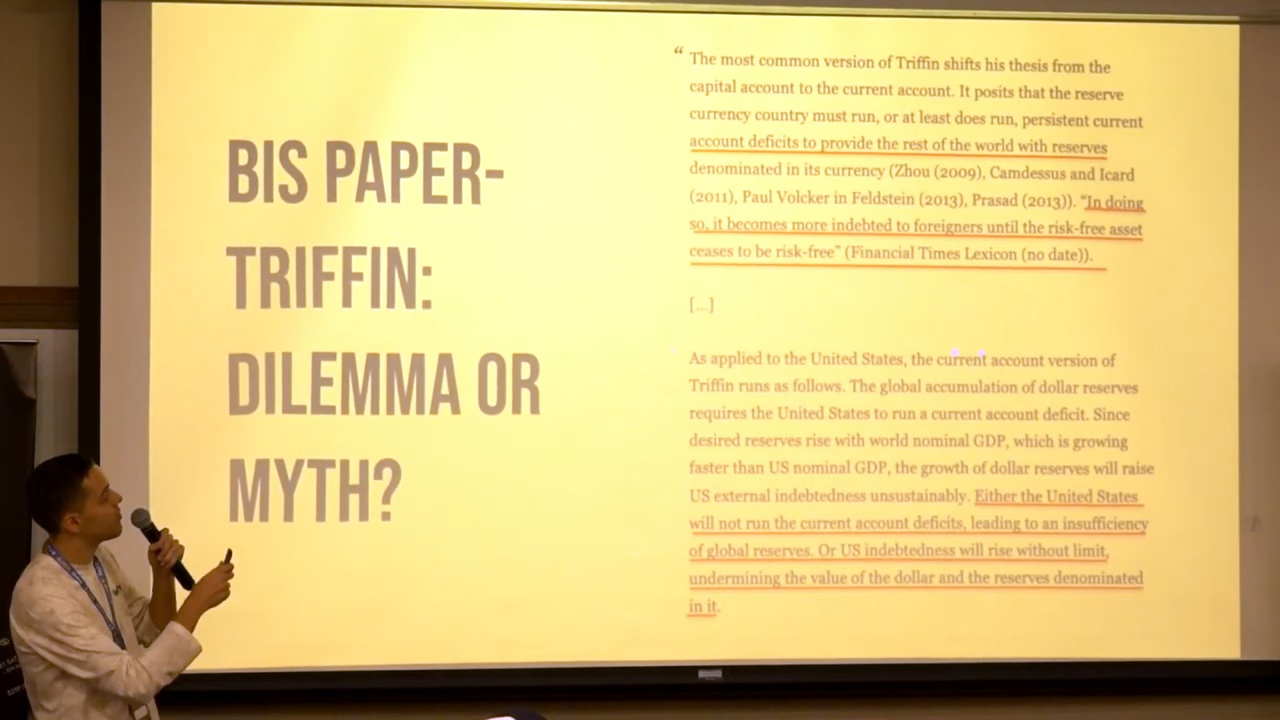 BIS PAPER-
TRIFFIN:
DILEMMA OR
MYTH?
“ The most common version of Triffin shifts his thesis from the
capital account to the current account. It posits that the reserve
currency country must run, or at least does run, persistent current
account deficits to provide the rest of the world with reserves
denominated in its currency (Zhou (2009), Camdessus and Icard
(2011), Paul Volcker in Feldstein (2013), Prasad (2013)). “In doing
so, it becomes more indebted to foreigners until the risk-free asset
ceases to be risk-free” (Financial Times Lexicon (no date)).
[...]
As applied to the United States, the current account version of
Triffin runs as follows. The global accumulation of dollar reserves
requires the United States to run a current account deficit. Since
desired reserves rise with world nominal GDP, which is growing
faster than US nominal GDP, the growth of dollar reserves will raise
US external indebtedness unsustainably. Either the United States
will not run the current account deficits, leading to an insufficiency
of global reserves. Or US indebtedness will rise without limit,
undermining the value of the dollar and the reserves denominated
in it.